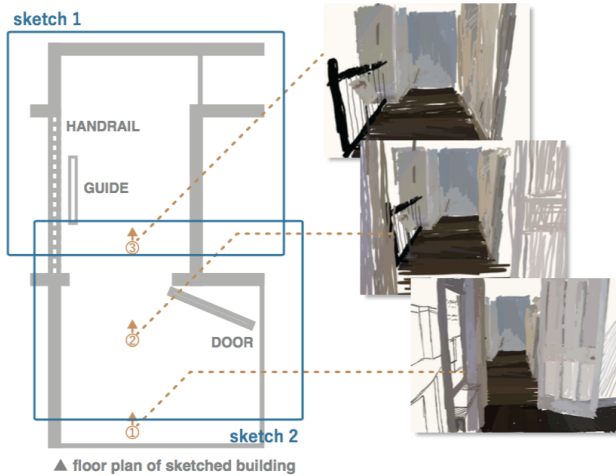 sketch 1
HANDRAIL
GUIDE
③
②
DOOR
①
sketch 2
▲ floor plan of sketched building